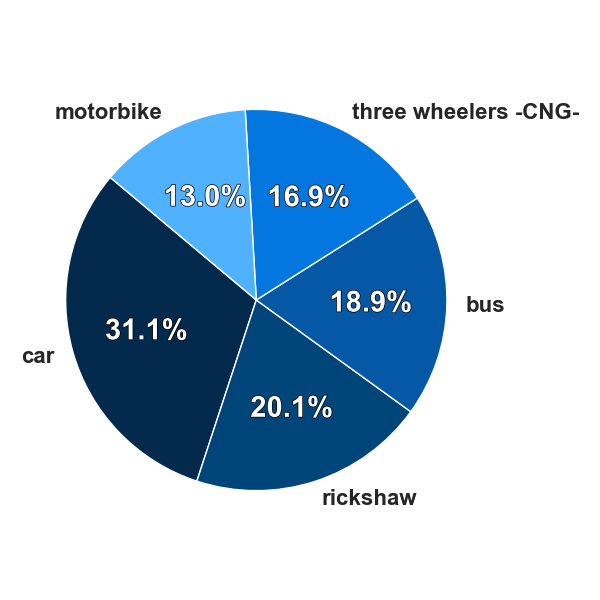 motorbike
three wheelers -CNG-
13.0%
16.9%
18.9%
bus
31.1%
car
20.1%
rickshaw